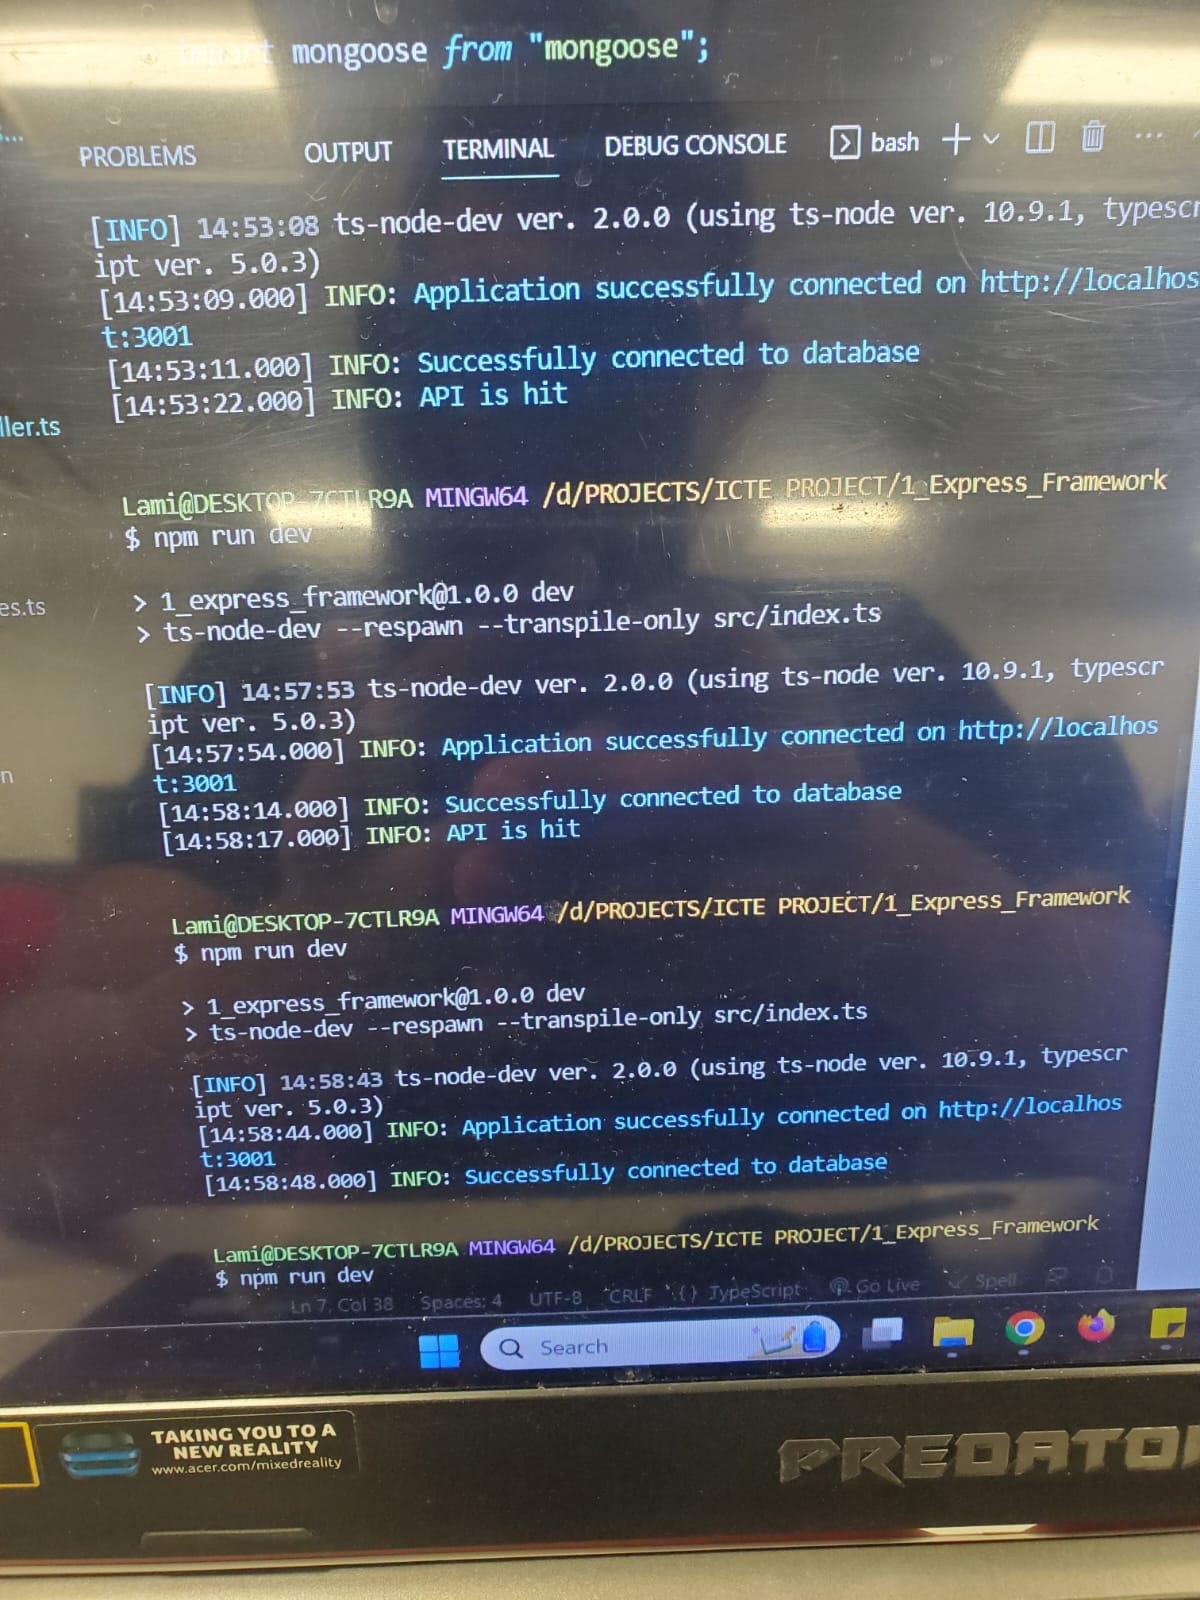 import mongoose from "mongoose";
PROBLEMS OUTPUT TERMINAL DEBUG CONSOLE bash
[INFO] 14:53:08 ts-node-dev ver. 2.0.0 (using ts-node ver. 10.9.1, typescr
ipt ver. 5.0.3)
[14:53:09.000] INFO: Application successfully connected on http://localhos
t:3001
[14:53:11.000] INFO: Successfully connected to database
[14:53:22.000] INFO: API is hit
ller.ts
Lami@DESKTOP-7CTLR9A MINGW64 /d/PROJECTS/ICTE PROJECT/1_Express_Framework
$ npm run dev
> 1_express_framework@1.0.0 dev
es.ts
> ts-node-dev --respawn --transpile-only src/index.ts
[INFO] 14:57:53 ts-node-dev ver. 2.0.0 (using ts-node ver. 10.9.1, typescr
ipt ver. 5.0.3)
[14:57:54.000] INFO: Application successfully connected on http://localhos
t:3001
n
[14:58:14.000] INFO: Successfully connected to database
[14:58:17.000] INFO: API is hit
Lami@DESKTOP-7CTLR9A MINGW64 /d/PROJECTS/ICTE PROJECT/1_Express_Framework
$ npm run dev
> 1_express_framework@1.0.0 dev
> ts-node-dev --respawn --transpile-only src/index.ts
[INFO] 14:58:43 ts-node-dev ver. 2.0.0 (using ts-node ver. 10.9.1, typescr
ipt ver. 5.0.3)
[14:58:44.000] INFO: Application successfully connected on http://localhos
t:3001
[14:58:48.000] INFO: Successfully connected to database
Lami@DESKTOP-7CTLR9A MINGW64 /d/PROJECTS/ICTE PROJECT/1_Express_Framework
$ npm run dev
Ln 7, Col 38 Spaces: 4 UTF-8 CRLF {} TypeScript Go Live Spell
Search
TAKING YOU TO A
NEW REALITY
www.acer.com/mixedreality
PREDATO